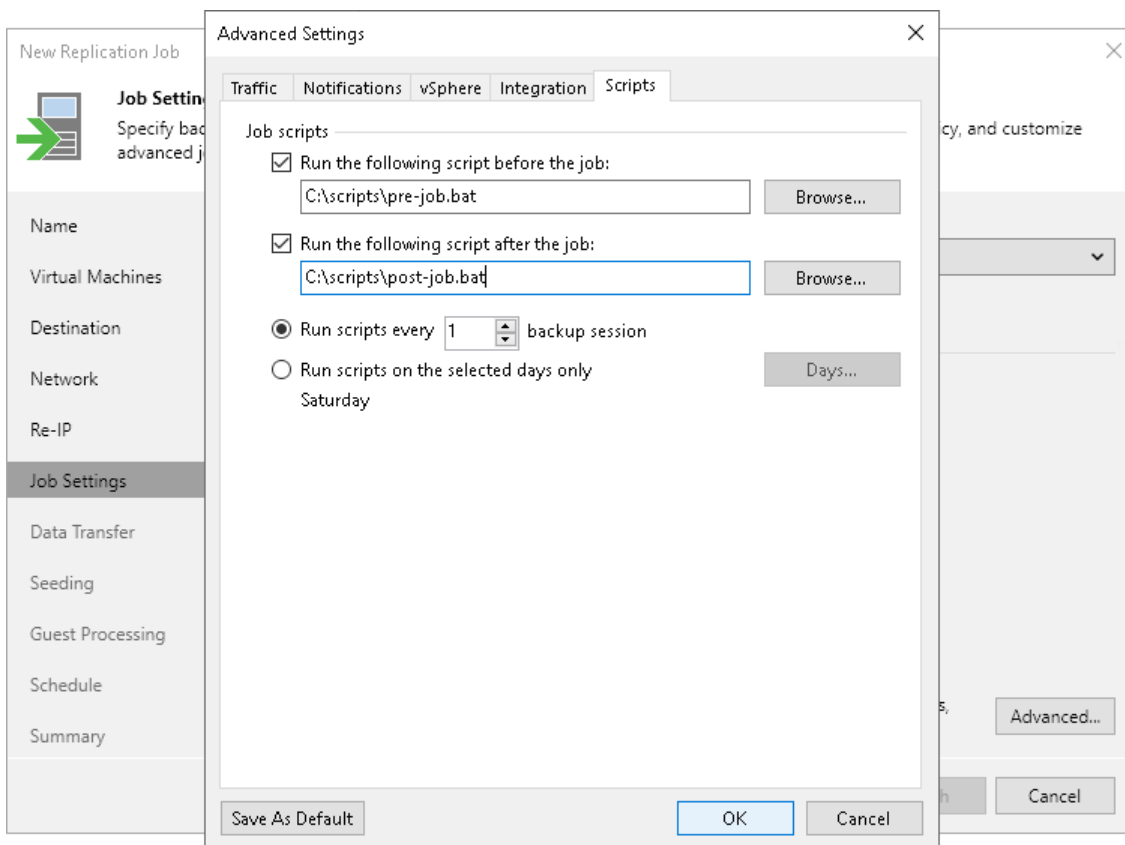 Advanced Settings
New Replication Job
Job Settin
Specify bac
advanced j
icy, and customize
Traffic
Notifications
vSphere
Integration
Scripts
Job scripts
Run the following script before the job:
C:\scripts\pre-job.bat
Browse...
Run the following script after the job:
C:\scripts\post-job.bat
Browse...
Run scripts every 1 backup session
Run scripts on the selected days only
Days...
Saturday
Name
Virtual Machines
Destination
Network
Re-IP
Job Settings
Data Transfer
Seeding
Guest Processing
Schedule
Summary
s,
Advanced...
h
Cancel
Save As Default
OK
Cancel